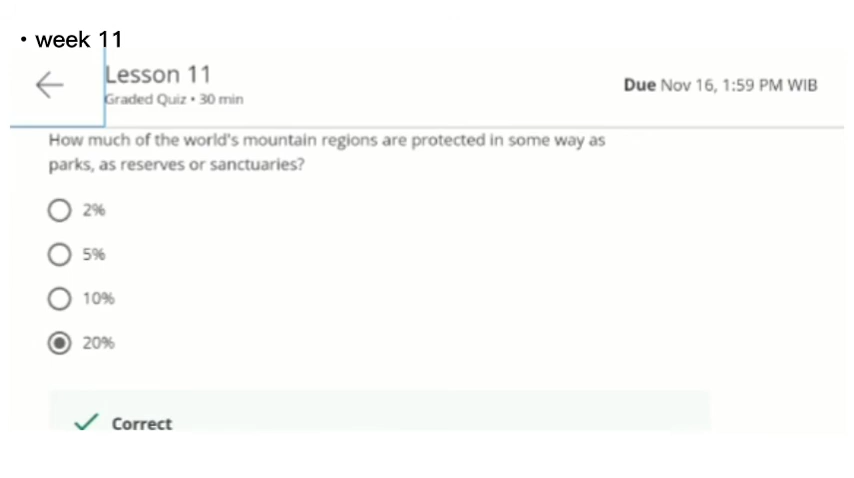 • week 11
Lesson 11
Graded Quiz • 30 min
Due Nov 16, 1:59 PM WIB
How much of the world's mountain regions are protected in some way as
parks, as reserves or sanctuaries?
2%
5%
10%
20%
Correct